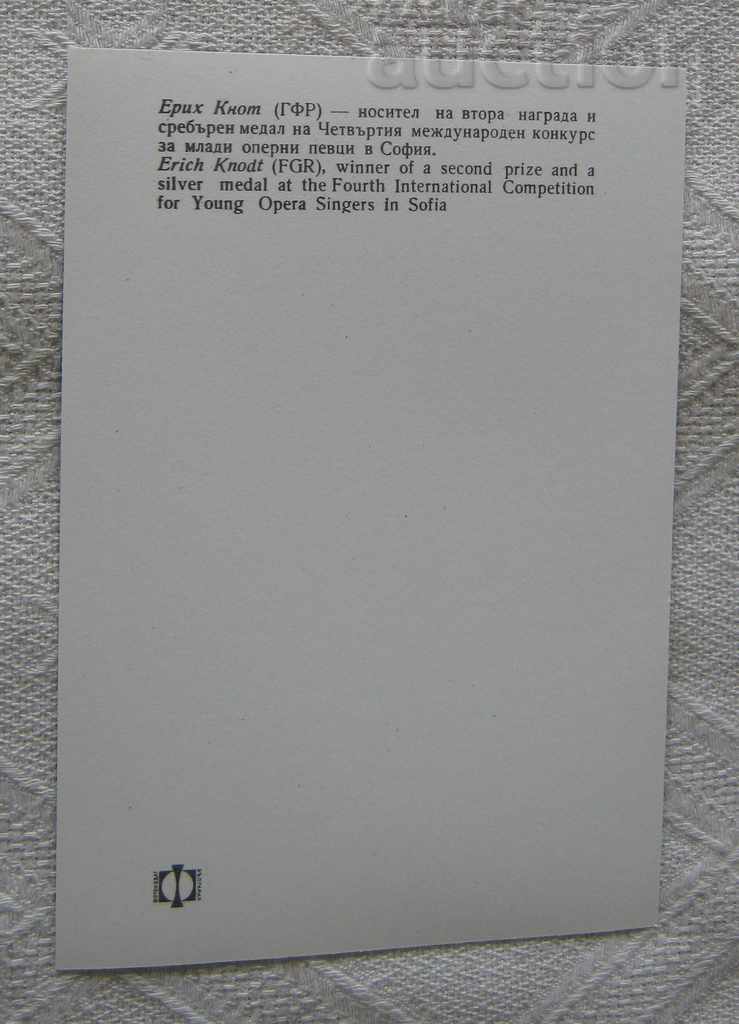 auction
Ерих Кнот (ГФР) — носител на втора награда и
сребърен медал на Четвъртия международен конкурс
за млади оперни певци в София.
Erich Knodt (FGR), winner of a second prize and a
silver medal at the Fourth International Competition
for Young Opera Singers in Sofia